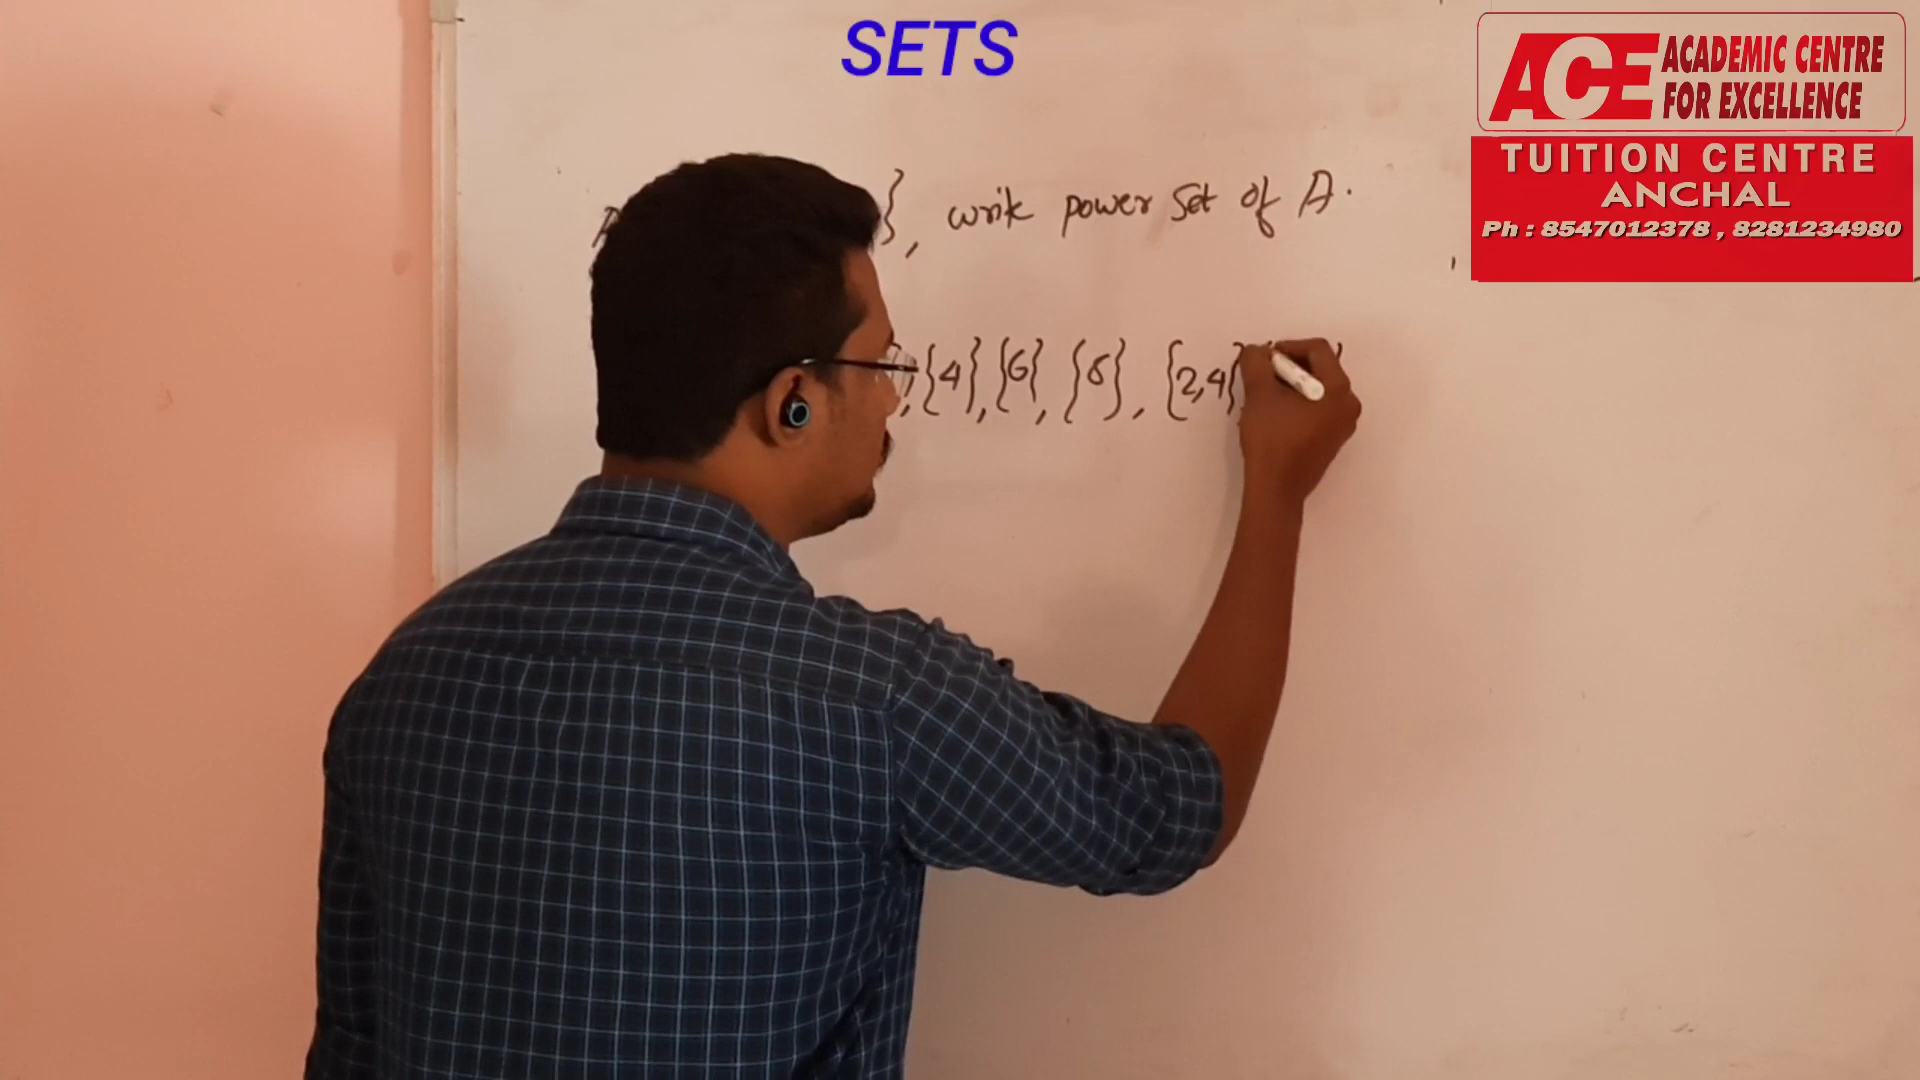 SETS
ACE ACADEMIC CENTRE
FOR EXCELLENCE
TUITION CENTRE
ANCHAL
Ph : 8547012378 , 8281234980
}, write power set of A.
, {4}, {6}, {8}, {2,4}